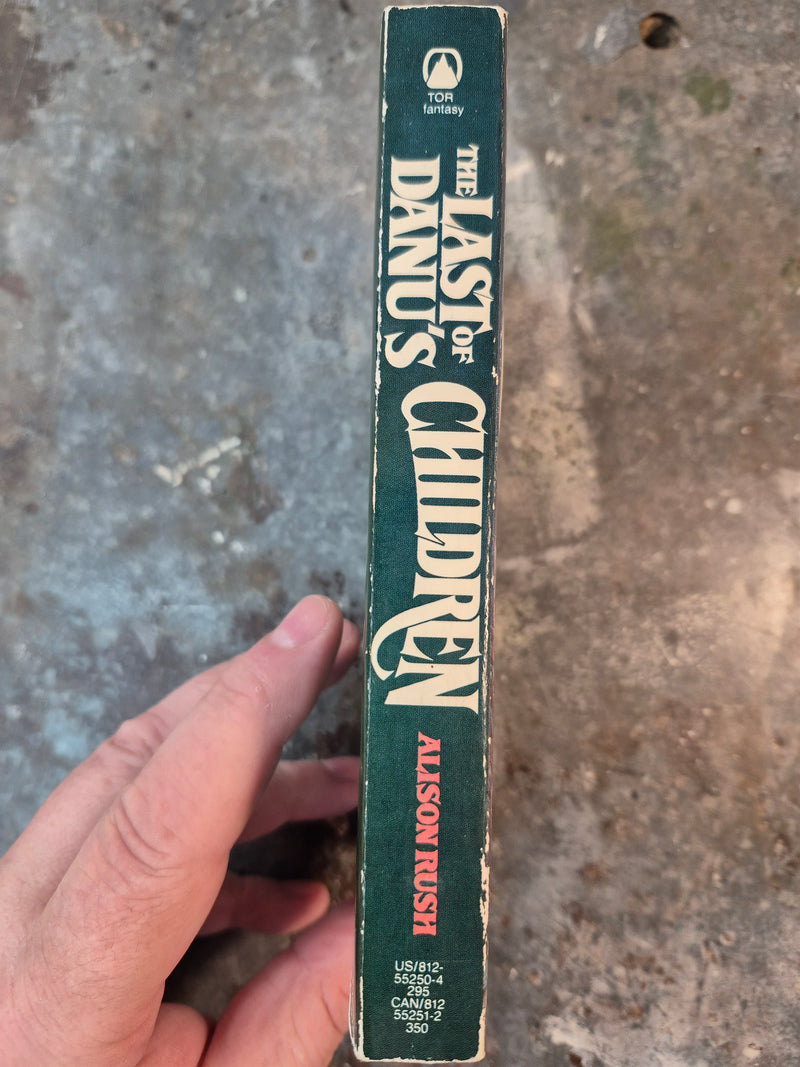 TOR
fantasy
THE LAST OF
DANU'S
CHILDREN
ALISON RUSH
US/812-
55250-4
295
CAN/812
55251-2
350